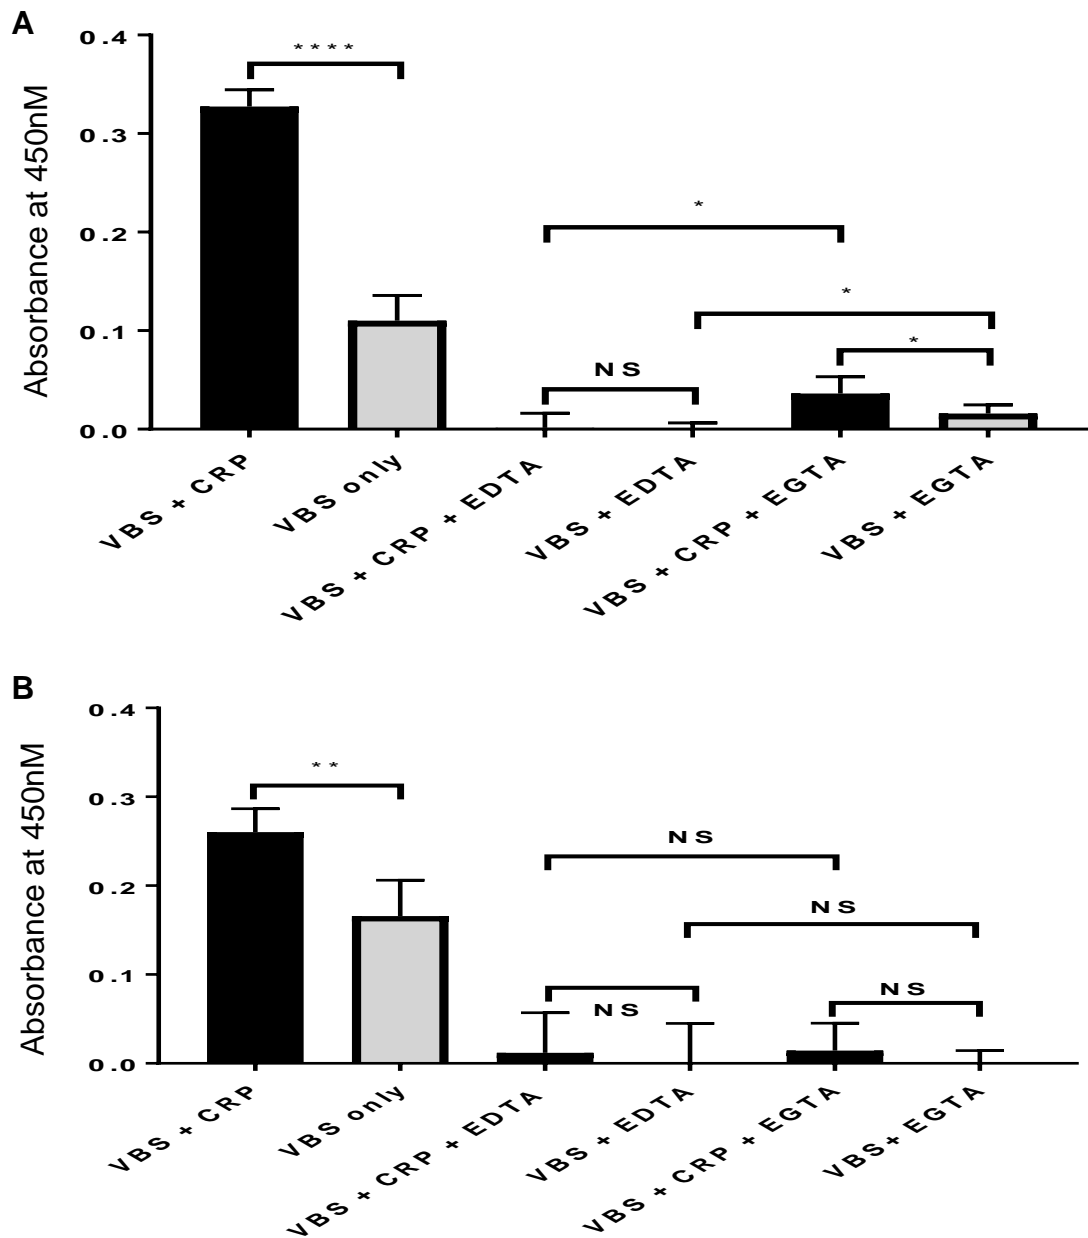 A
Absorbance at 450nM
0.4
0.3
0.2
0.1
0.0
****
*
*
*
NS
VBS + CRP
VBS only
VBS + CRP + EDTA
VBS + EDTA
VBS + CRP + EGTA
VBS + EGTA
B
Absorbance at 450nM
0.4
0.3
0.2
0.1
0.0
**
NS
NS
NS
NS
VBS + CRP
VBS only
VBS + CRP + EDTA
VBS + EDTA
VBS + CRP + EGTA
VBS+ EGTA